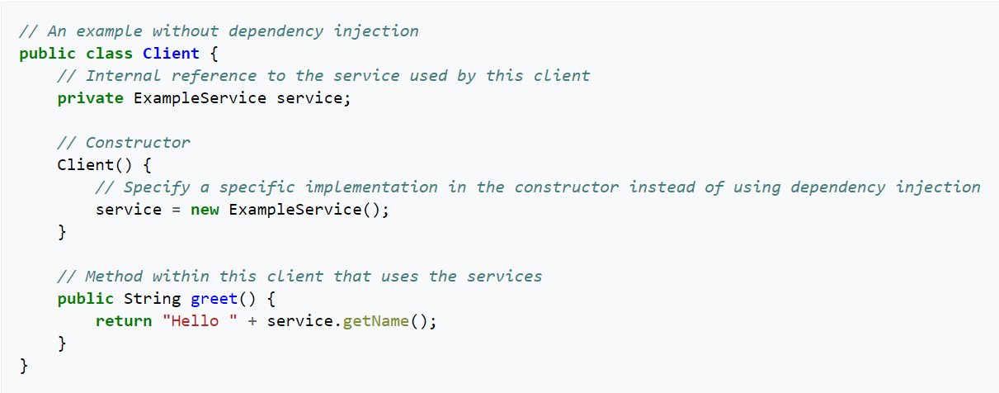 // An example without dependency injection
public class Client {
    // Internal reference to the service used by this client
    private ExampleService service;

    // Constructor
    Client() {
        // Specify a specific implementation in the constructor instead of using dependency injection
        service = new ExampleService();
    }

    // Method within this client that uses the services
    public String greet() {
        return "Hello " + service.getName();
    }
}